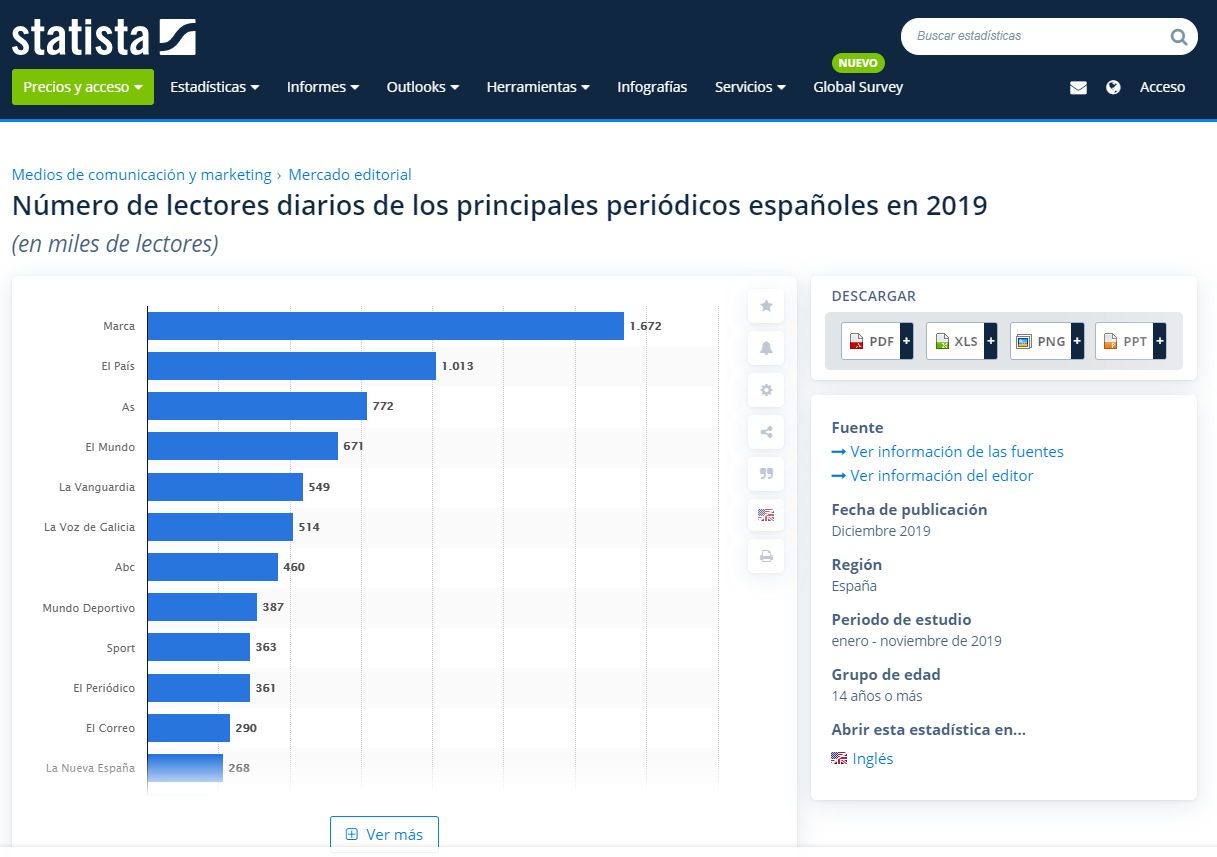 statista
Buscar estadísticas
NUEVO
Precios y acceso Estadísticas Informes Outlooks Herramientas Infografías Servicios Global Survey Acceso
Medios de comunicación y marketing › Mercado editorial
Número de lectores diarios de los principales periódicos españoles en 2019
(en miles de lectores)
Marca 1.672
El País 1.013
As 772
El Mundo 671
La Vanguardia 549
La Voz de Galicia 514
Abc 460
Mundo Deportivo 387
Sport 363
El Periódico 361
El Correo 290
La Nueva España 268
Ver más
DESCARGAR
PDF + XLS + PNG + PPT +
Fuente
Ver información de las fuentes
Ver información del editor
Fecha de publicación
Diciembre 2019
Región
España
Periodo de estudio
enero - noviembre de 2019
Grupo de edad
14 años o más
Abrir esta estadística en...
Inglés